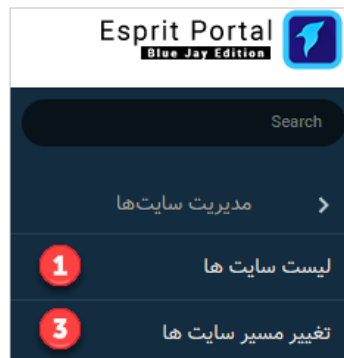 Esprit Portal
Blue Jay Edition
Search
مدیریت سایت‌ها
لیست سایت ها
1
تغییر مسیر سایت ها
3